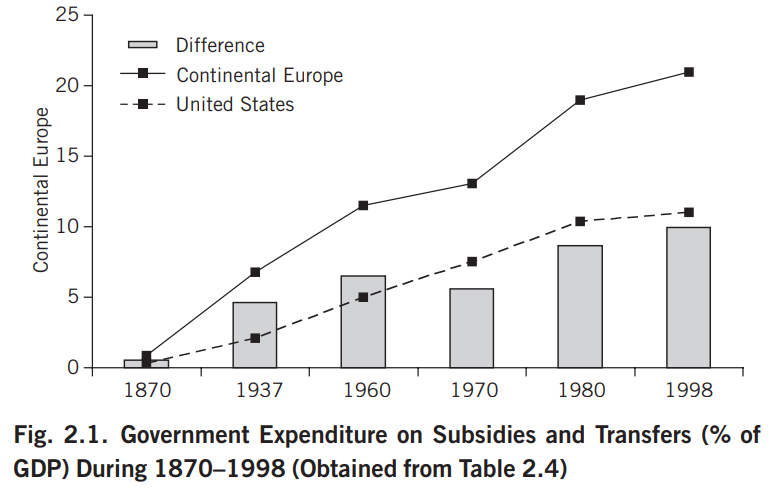 25
20
15
10
5
0
Continental Europe
Difference
Continental Europe
United States
1870 1937 1960 1970 1980 1998
Fig. 2.1. Government Expenditure on Subsidies and Transfers (% of
GDP) During 1870–1998 (Obtained from Table 2.4)